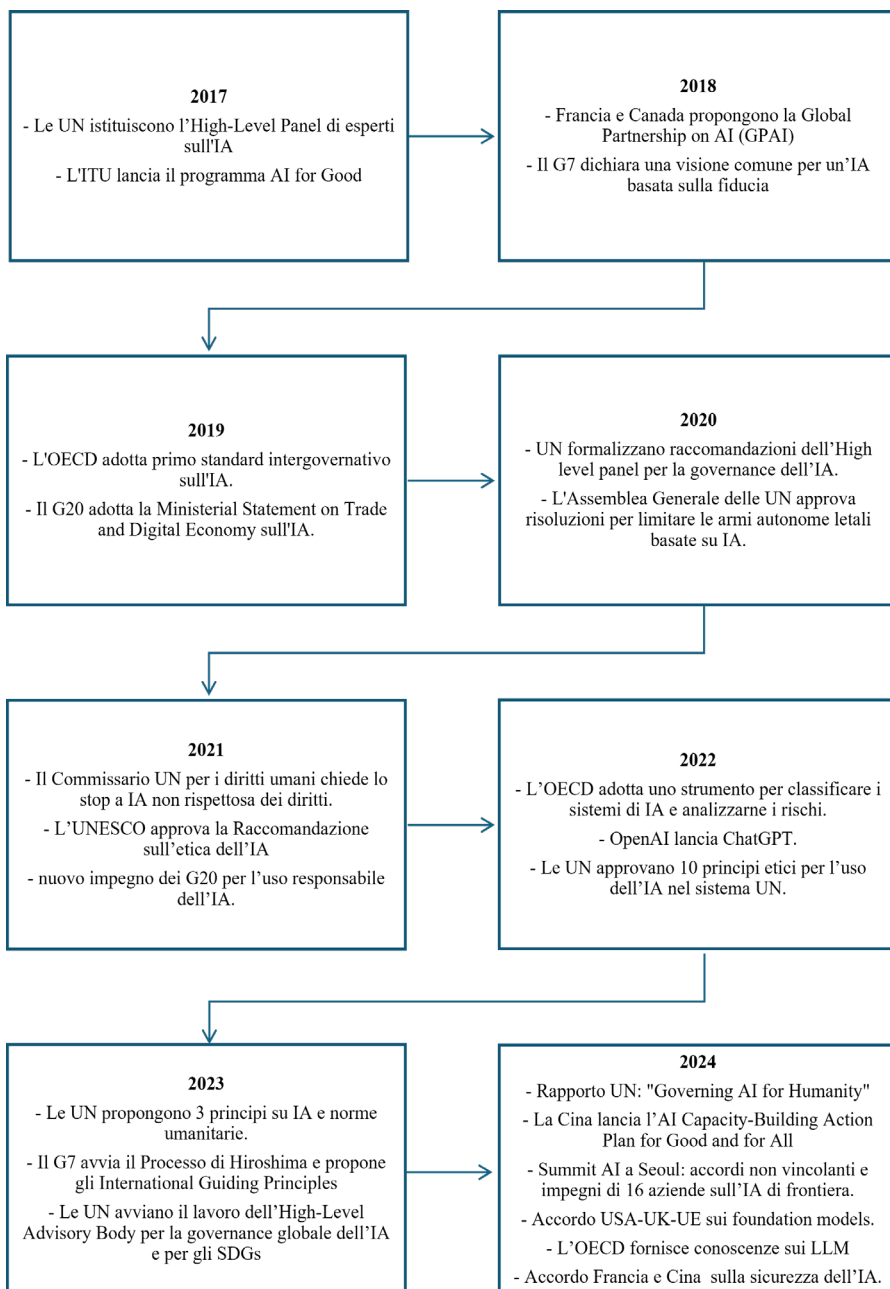 2017
- Le UN istituiscono l’High-Level Panel di esperti
sull'IA
- L'ITU lancia il programma AI for Good
2018
- Francia e Canada propongono la Global
Partnership on AI (GPAI)
- Il G7 dichiara una visione comune per un’IA
basata sulla fiducia
2019
- L'OECD adotta primo standard intergovernativo
sull'IA.
- Il G20 adotta la Ministerial Statement on Trade
and Digital Economy sull'IA.
2020
- UN formalizzano raccomandazioni dell’High
level panel per la governance dell’IA.
- L'Assemblea Generale delle UN approva
risoluzioni per limitare le armi autonome letali
basate su IA.
2021
- Il Commissario UN per i diritti umani chiede lo
stop a IA non rispettosa dei diritti.
- L’UNESCO approva la Raccomandazione
sull’etica dell’IA
- nuovo impegno dei G20 per l’uso responsabile
dell’IA.
2022
- L’OECD adotta uno strumento per classificare i
sistemi di IA e analizzarne i rischi.
- OpenAI lancia ChatGPT.
- Le UN approvano 10 principi etici per l’uso
dell’IA nel sistema UN.
2023
- Le UN propongono 3 principi su IA e norme
umanitarie.
- Il G7 avvia il Processo di Hiroshima e propone
gli International Guiding Principles
- Le UN avviano il lavoro dell’High-Level
Advisory Body per la governance globale dell’IA
e per gli SDGs
2024
- Rapporto UN: "Governing AI for Humanity"
- La Cina lancia l’AI Capacity-Building Action
Plan for Good and for All
- Summit AI a Seoul: accordi non vincolanti e
impegni di 16 aziende sull’IA di frontiera.
- Accordo USA-UK-UE sui foundation models.
- L’OECD fornisce conoscenze sui LLM
- Accordo Francia e Cina sulla sicurezza dell’IA.